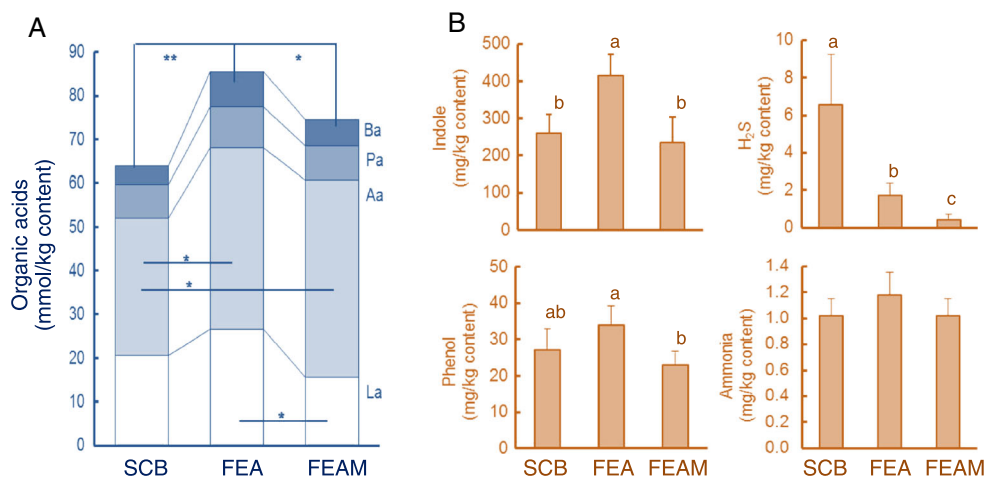 A
Organic acids
(mmol/kg content)
90
80
70
60
50
40
30
20
10
0
** *
*
*
*
Ba
Pa
Aa
La
SCB FEA FEAM
B
Indole
(mg/kg content)
500
400
300
200
100
0
b a b
H2S
(mg/kg content)
10
8
6
4
2
0
a b c
Phenol
(mg/kg content)
50
40
30
20
10
0
ab a b
SCB FEA FEAM
Ammonia
(mg/kg content)
1.4
1.2
1.0
0.8
0.6
0.4
0.2
0.0
SCB FEA FEAM